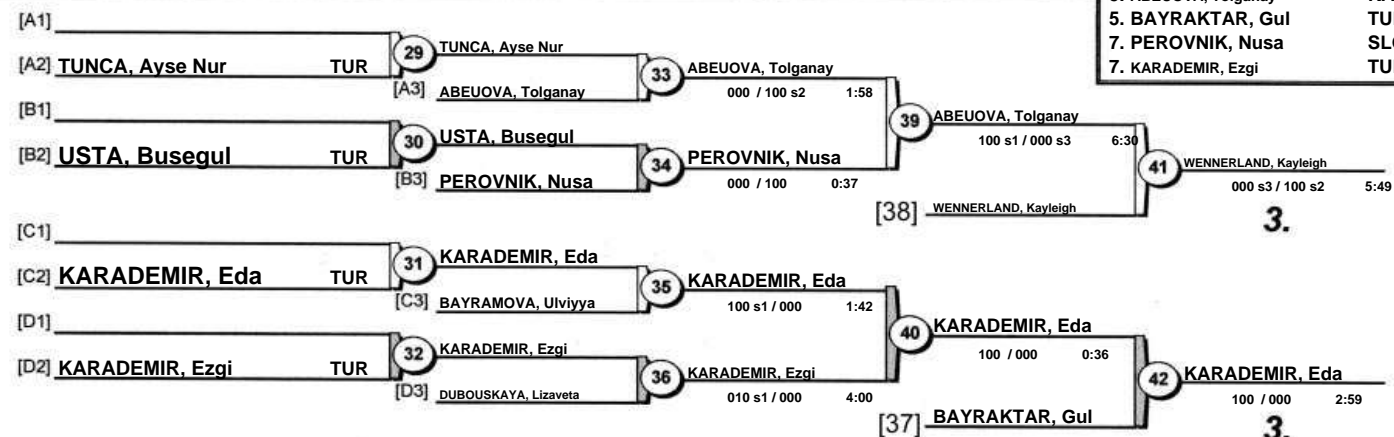 5. BAYRAKTAR, Gul TU
7. PEROVNIK, Nusa SL
7. KARADEMIR, Ezgi TU
[A1]
[A2] TUNCA, Ayse Nur TUR
29
TUNCA, Ayse Nur
[A3] ABEUOVA, Tolganay
33
ABEUOVA, Tolganay
000 / 100 s2 1:58
[B1]
[B2] USTA, Busegul TUR
30
USTA, Busegul
[B3] PEROVNIK, Nusa
34
PEROVNIK, Nusa
000 / 100 0:37
39
ABEUOVA, Tolganay
100 s1 / 000 s3 6:30
[38] WENNERLAND, Kayleigh
41
WENNERLAND, Kayleigh
000 s3 / 100 s2 5:49
3.
[C1]
[C2] KARADEMIR, Eda TUR
31
KARADEMIR, Eda
[C3] BAYRAMOVA, Ulviyya
35
KARADEMIR, Eda
100 s1 / 000 1:42
[D1]
[D2] KARADEMIR, Ezgi TUR
32
KARADEMIR, Ezgi
[D3] DUBOUSKAYA, Lizaveta
36
KARADEMIR, Ezgi
010 s1 / 000 4:00
40
KARADEMIR, Eda
100 / 000 0:36
[37] BAYRAKTAR, Gul
42
KARADEMIR, Eda
100 / 000 2:59
3.